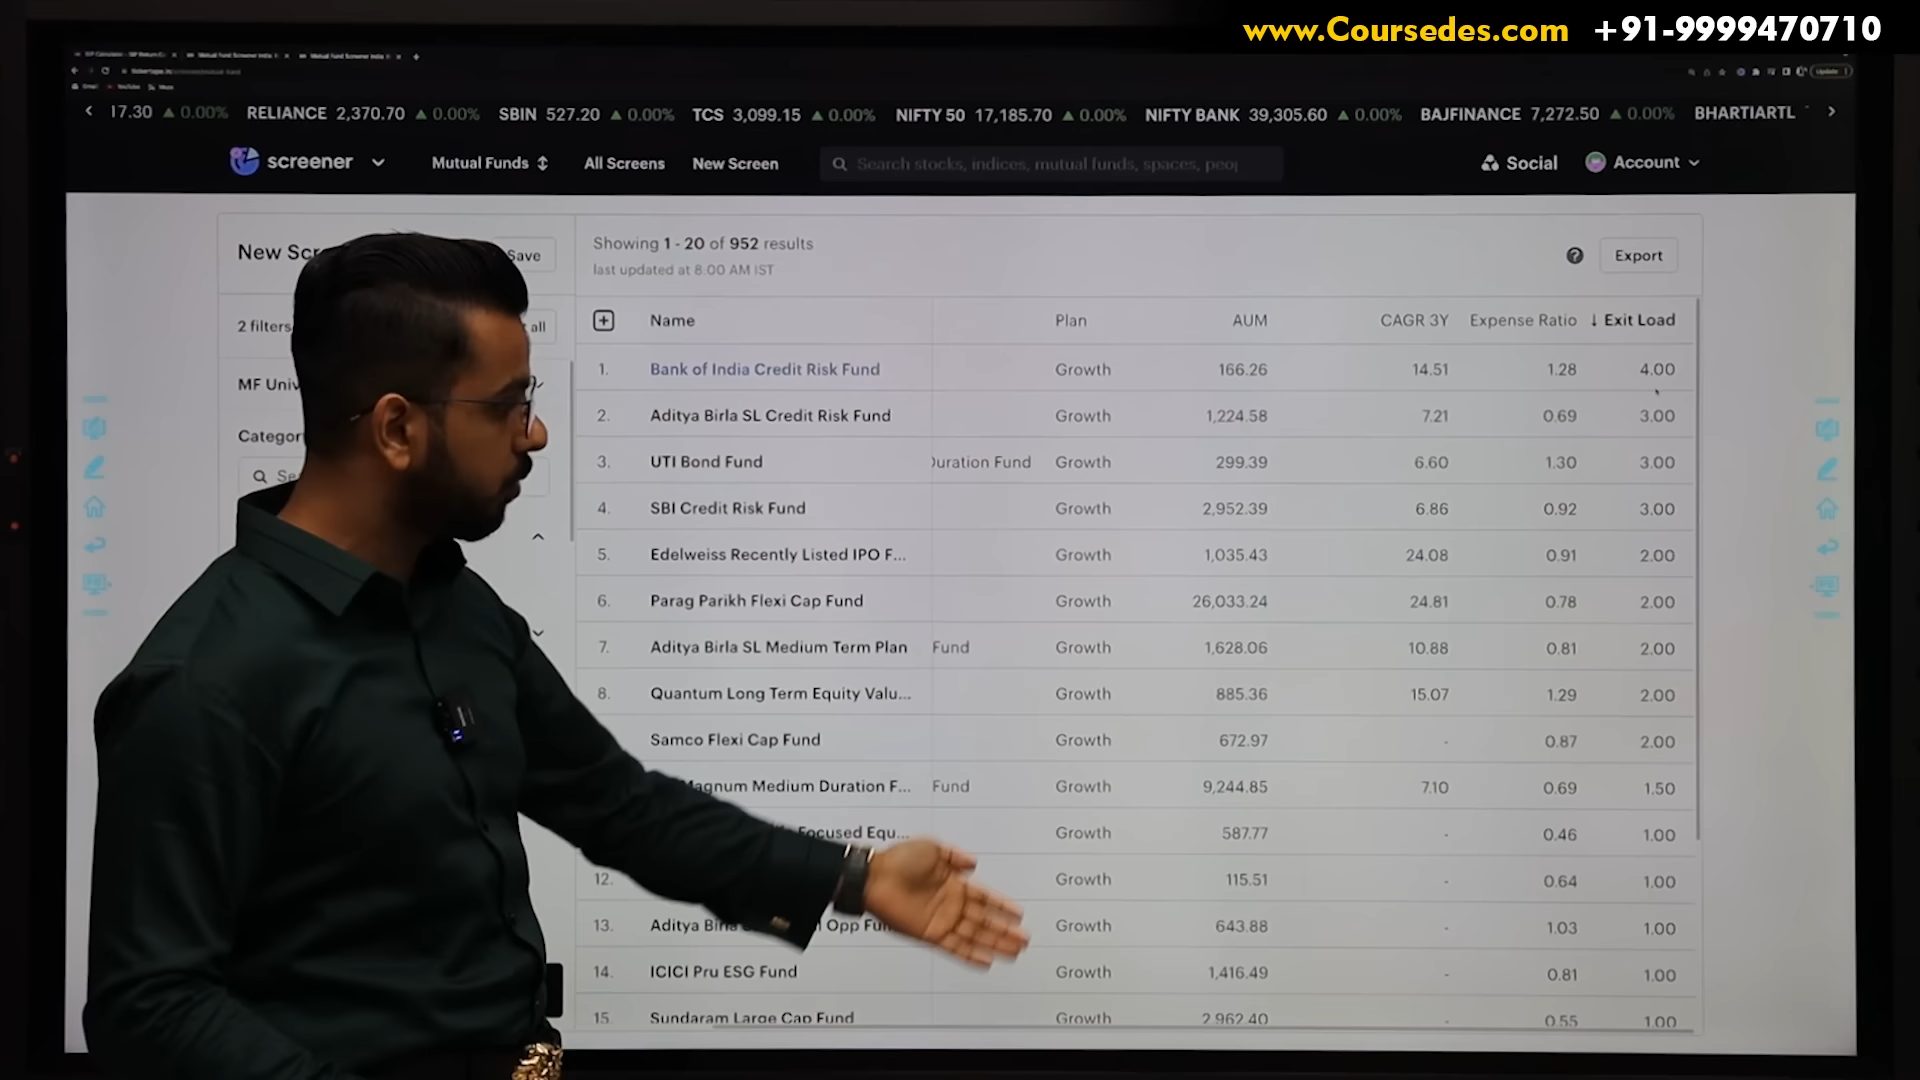 www.Coursedes.com +91-9999470710
17.30 ▲ 0.00% RELIANCE 2,370.70 ▲ 0.00% SBIN 527.20 ▲ 0.00% TCS 3,099.15 ▲ 0.00% NIFTY 50 17,185.70 ▲ 0.00% NIFTY BANK 39,305.60 ▲ 0.00% BAJFINANCE 7,272.50 ▲ 0.00% BHARTIARTL
screener Mutual Funds All Screens New Screen Search stocks, indices, mutual funds, spaces, peop Social Account
New Scr Save
Showing 1 - 20 of 952 results
last updated at 8:00 AM IST
Export
2 filters all
MF Univ
Categor
Name Plan AUM CAGR 3Y Expense Ratio ↓ Exit Load
1. Bank of India Credit Risk Fund Growth 166.26 14.51 1.28 4.00
2. Aditya Birla SL Credit Risk Fund Growth 1,224.58 7.21 0.69 3.00
3. UTI Bond Fund Duration Fund Growth 299.39 6.60 1.30 3.00
4. SBI Credit Risk Fund Growth 2,952.39 6.86 0.92 3.00
5. Edelweiss Recently Listed IPO F... Growth 1,035.43 24.08 0.91 2.00
6. Parag Parikh Flexi Cap Fund Growth 26,033.24 24.81 0.78 2.00
7. Aditya Birla SL Medium Term Plan Fund Growth 1,628.06 10.88 0.81 2.00
8. Quantum Long Term Equity Valu... Growth 885.36 15.07 1.29 2.00
Samco Flexi Cap Fund Growth 672.97 - 0.87 2.00
Magnum Medium Duration F... Fund Growth 9,244.85 7.10 0.69 1.50
Focused Equ... Growth 587.77 - 0.46 1.00
12. Growth 115.51 - 0.64 1.00
13. Aditya Birla Opp Fun Growth 643.88 - 1.03 1.00
14. ICICI Pru ESG Fund Growth 1,416.49 - 0.81 1.00
15. Sundaram Large Cap Fund Growth 2,962.40 - 0.55 1.00